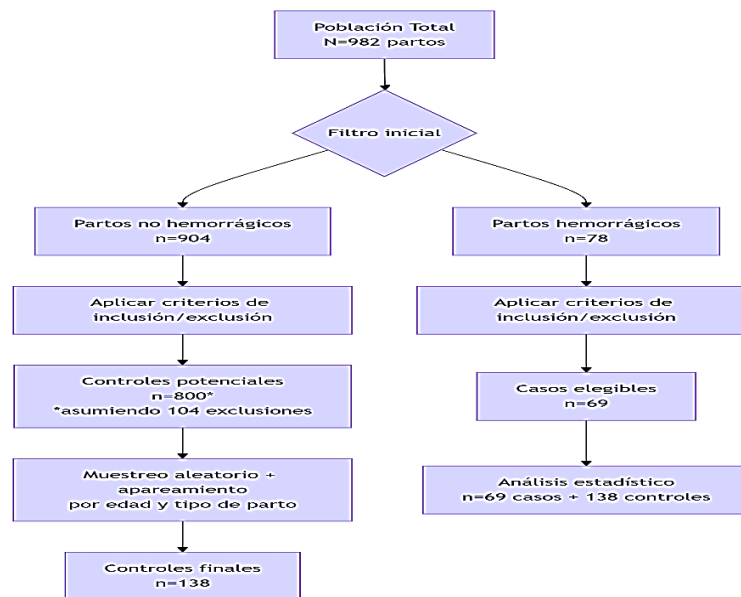 Población Total
N=982 partos
Filtro inicial
Partos no hemorrágicos
n=904
Partos hemorrágicos
n=78
Aplicar criterios de
inclusión/exclusión
Aplicar criterios de
inclusión/exclusión
Controles potenciales
n=800*
*asumiendo 104 exclusiones
Casos elegibles
n=69
Muestreo aleatorio +
apareamiento
por edad y tipo de parto
Análisis estadístico
n=69 casos + 138 controles
Controles finales
n=138